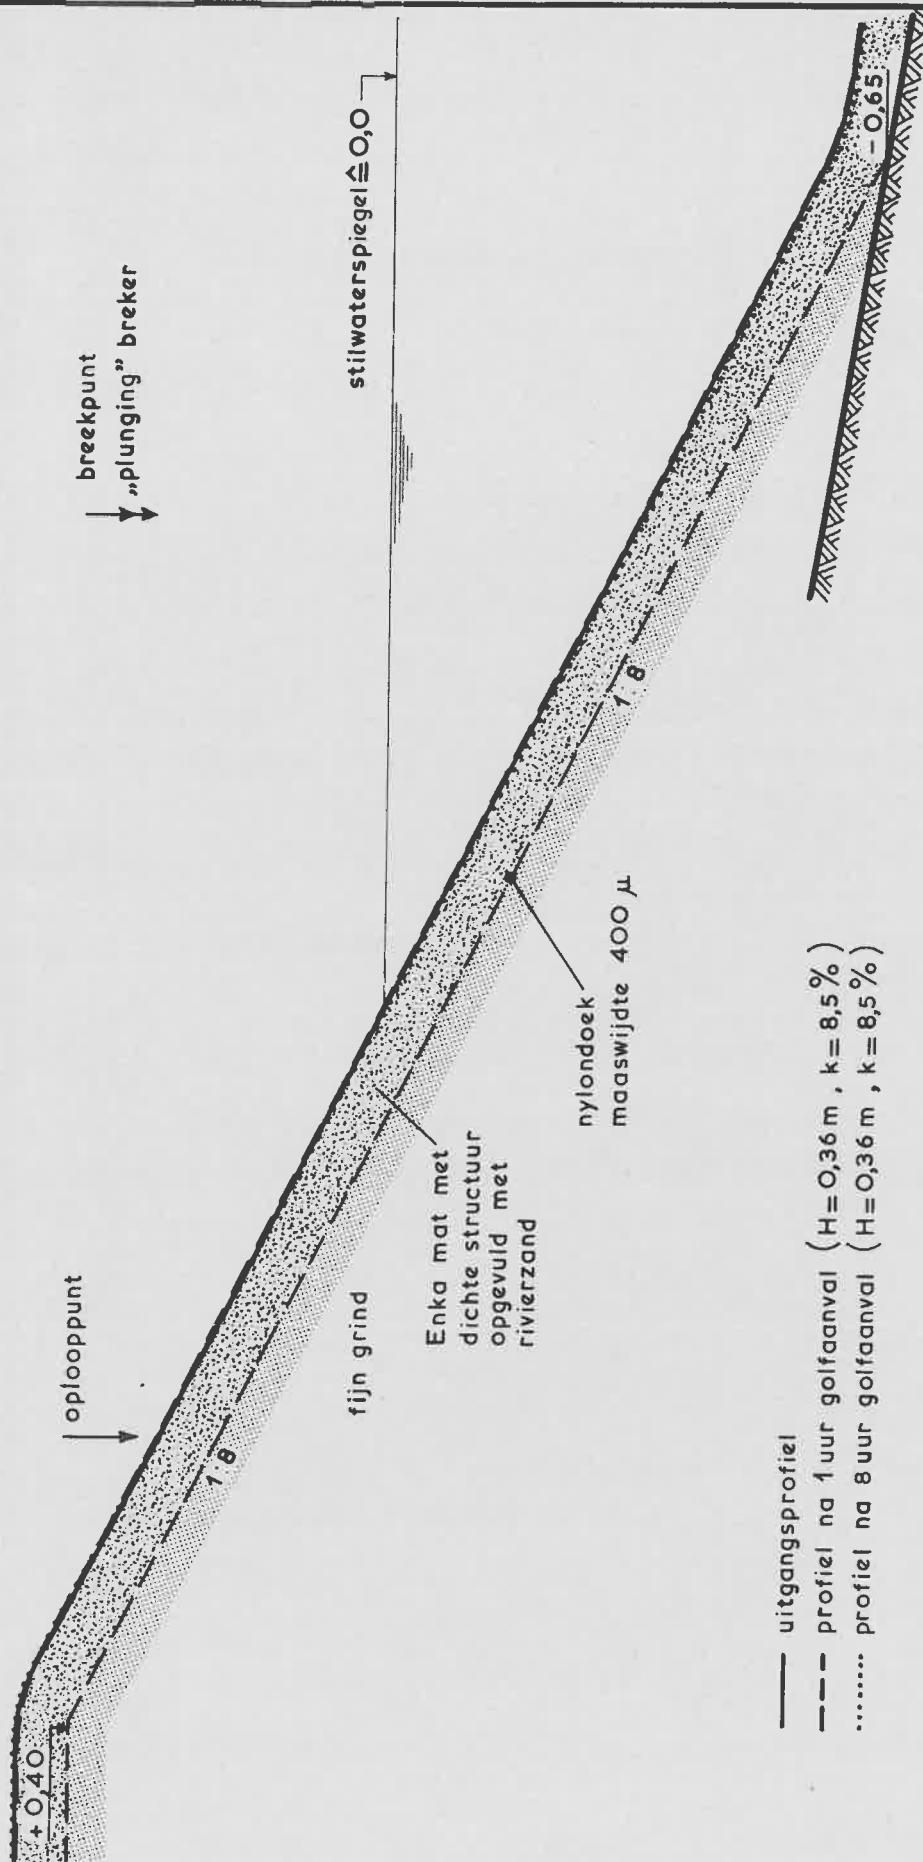 + 0,40
oplooppunt
breekpunt
„plunging” breker
stilwaterspiegel ≙ 0,0
1 : 8
fijn grind
Enka mat met
dichte structuur
opgevuld met
rivierzand
nylondoek
maaswijdte 400 μ
1 : 8
- 0,65
uitgangsprofiel
profiel na 1 uur golfaanval (H = 0,36 m , k = 8,5 %)
profiel na 8 uur golfaanval (H = 0,36 m , k = 8,5 %)